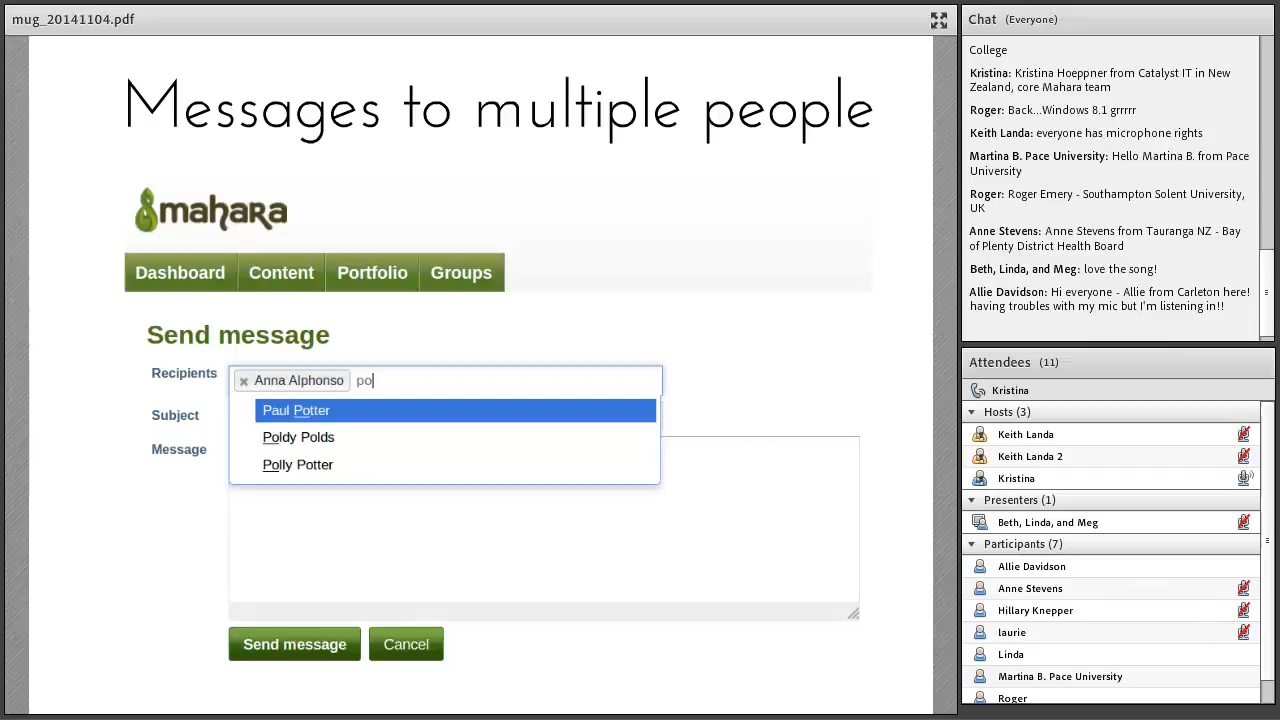 mug_20141104.pdf
Messages to multiple people
mahara
Dashboard Content Portfolio Groups
Send message
Recipients
Anna Alphonso po
Paul Potter
Subject
Poldy Polds
Message
Polly Potter
Send message Cancel
Chat (Everyone)
College
Kristina: Kristina Hoeppner from Catalyst IT in New
Zealand, core Mahara team
Roger: Back...Windows 8.1 grrrrr
Keith Landa: everyone has microphone rights
Martina B. Pace University: Hello Martina B. from Pace
University
Roger: Roger Emery - Southampton Solent University,
UK
Anne Stevens: Anne Stevens from Tauranga NZ - Bay
of Plenty District Health Board
Beth, Linda, and Meg: love the song!
Allie Davidson: Hi everyone - Allie from Carleton here!
having troubles with my mic but I'm listening in!!
Attendees (11)
Kristina
Hosts (3)
Keith Landa
Keith Landa 2
Kristina
Presenters (1)
Beth, Linda, and Meg
Participants (7)
Allie Davidson
Anne Stevens
Hillary Knepper
laurie
Linda
Martina B. Pace University
Roger